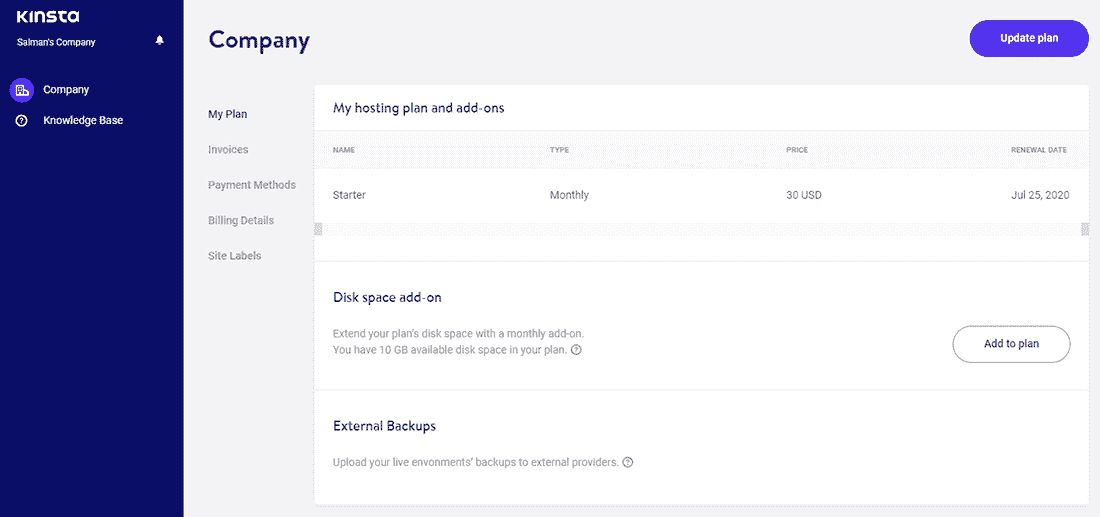 KINSTA
Salman's Company
Company
Knowledge Base
Company
Update plan
My Plan
Invoices
Payment Methods
Billing Details
Site Labels
My hosting plan and add-ons
NAME TYPE PRICE RENEWAL DATE
Starter Monthly 30 USD Jul 25, 2020
Disk space add-on
Extend your plan's disk space with a monthly add-on.
You have 10 GB available disk space in your plan. ?
Add to plan
External Backups
Upload your live envonments' backups to external providers. ?